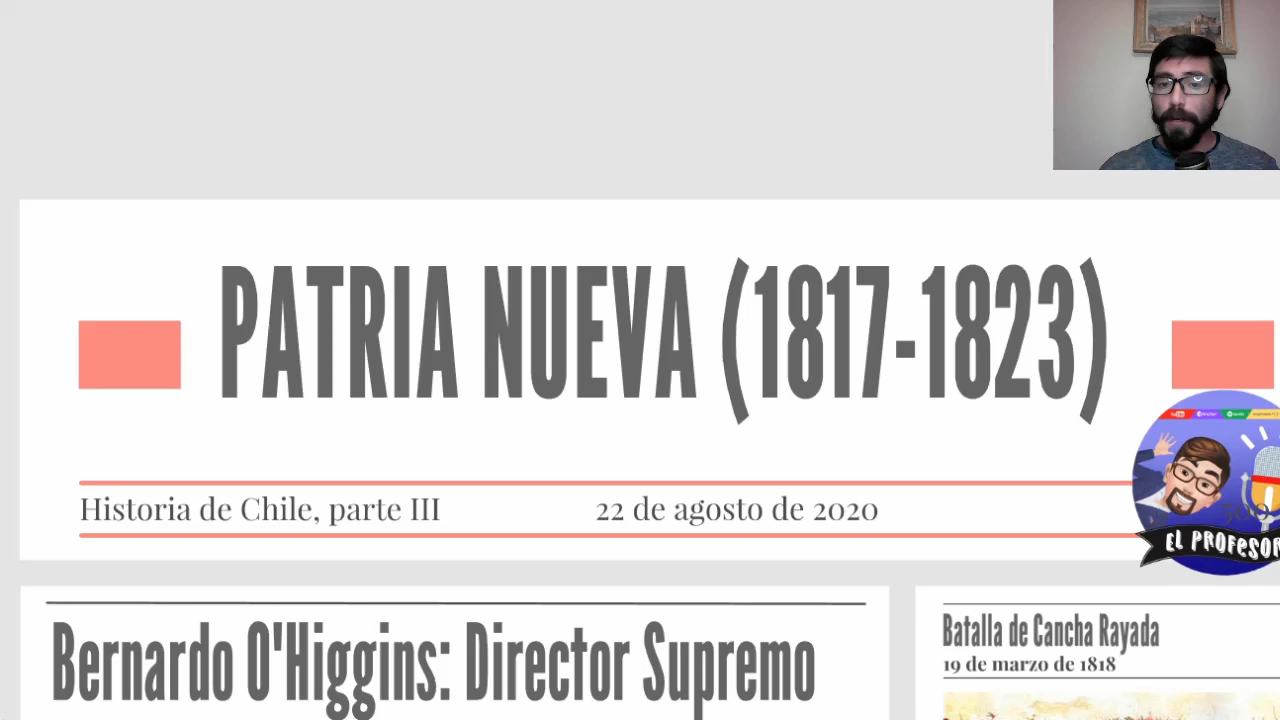 PATRIA NUEVA (1817-1823)
Historia de Chile, parte III
22 de agosto de 2020
EL PROFESOR
Bernardo O'Higgins: Director Supremo
Batalla de Cancha Rayada
19 de marzo de 1818